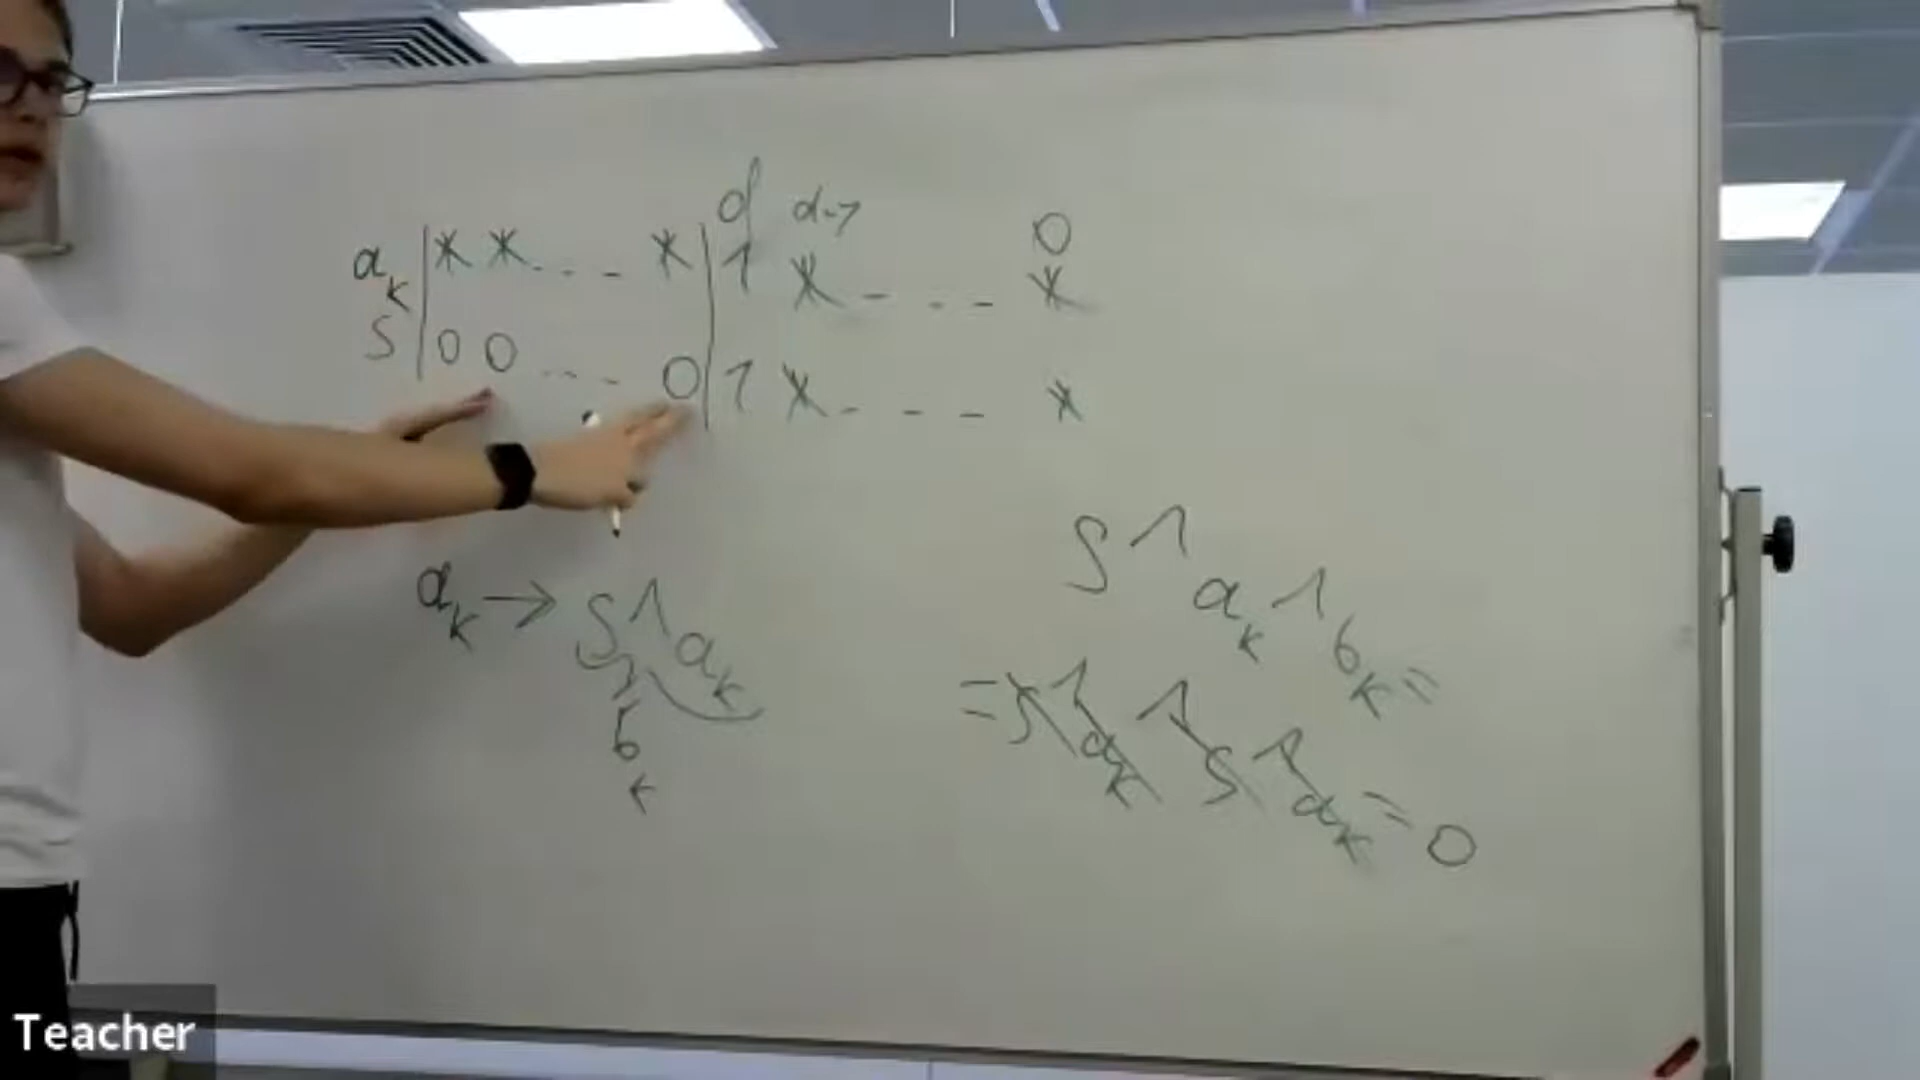 d d-1 0
a_k | * * . . . * | 1 * - . . - *
S | 0 0 . . . 0 | 1 * - - - *
a_k → S ^ a_k
b_k
S ^ a_k ^ b_k =
= S ^ a_k ^ S ^ a_k = 0
Teacher